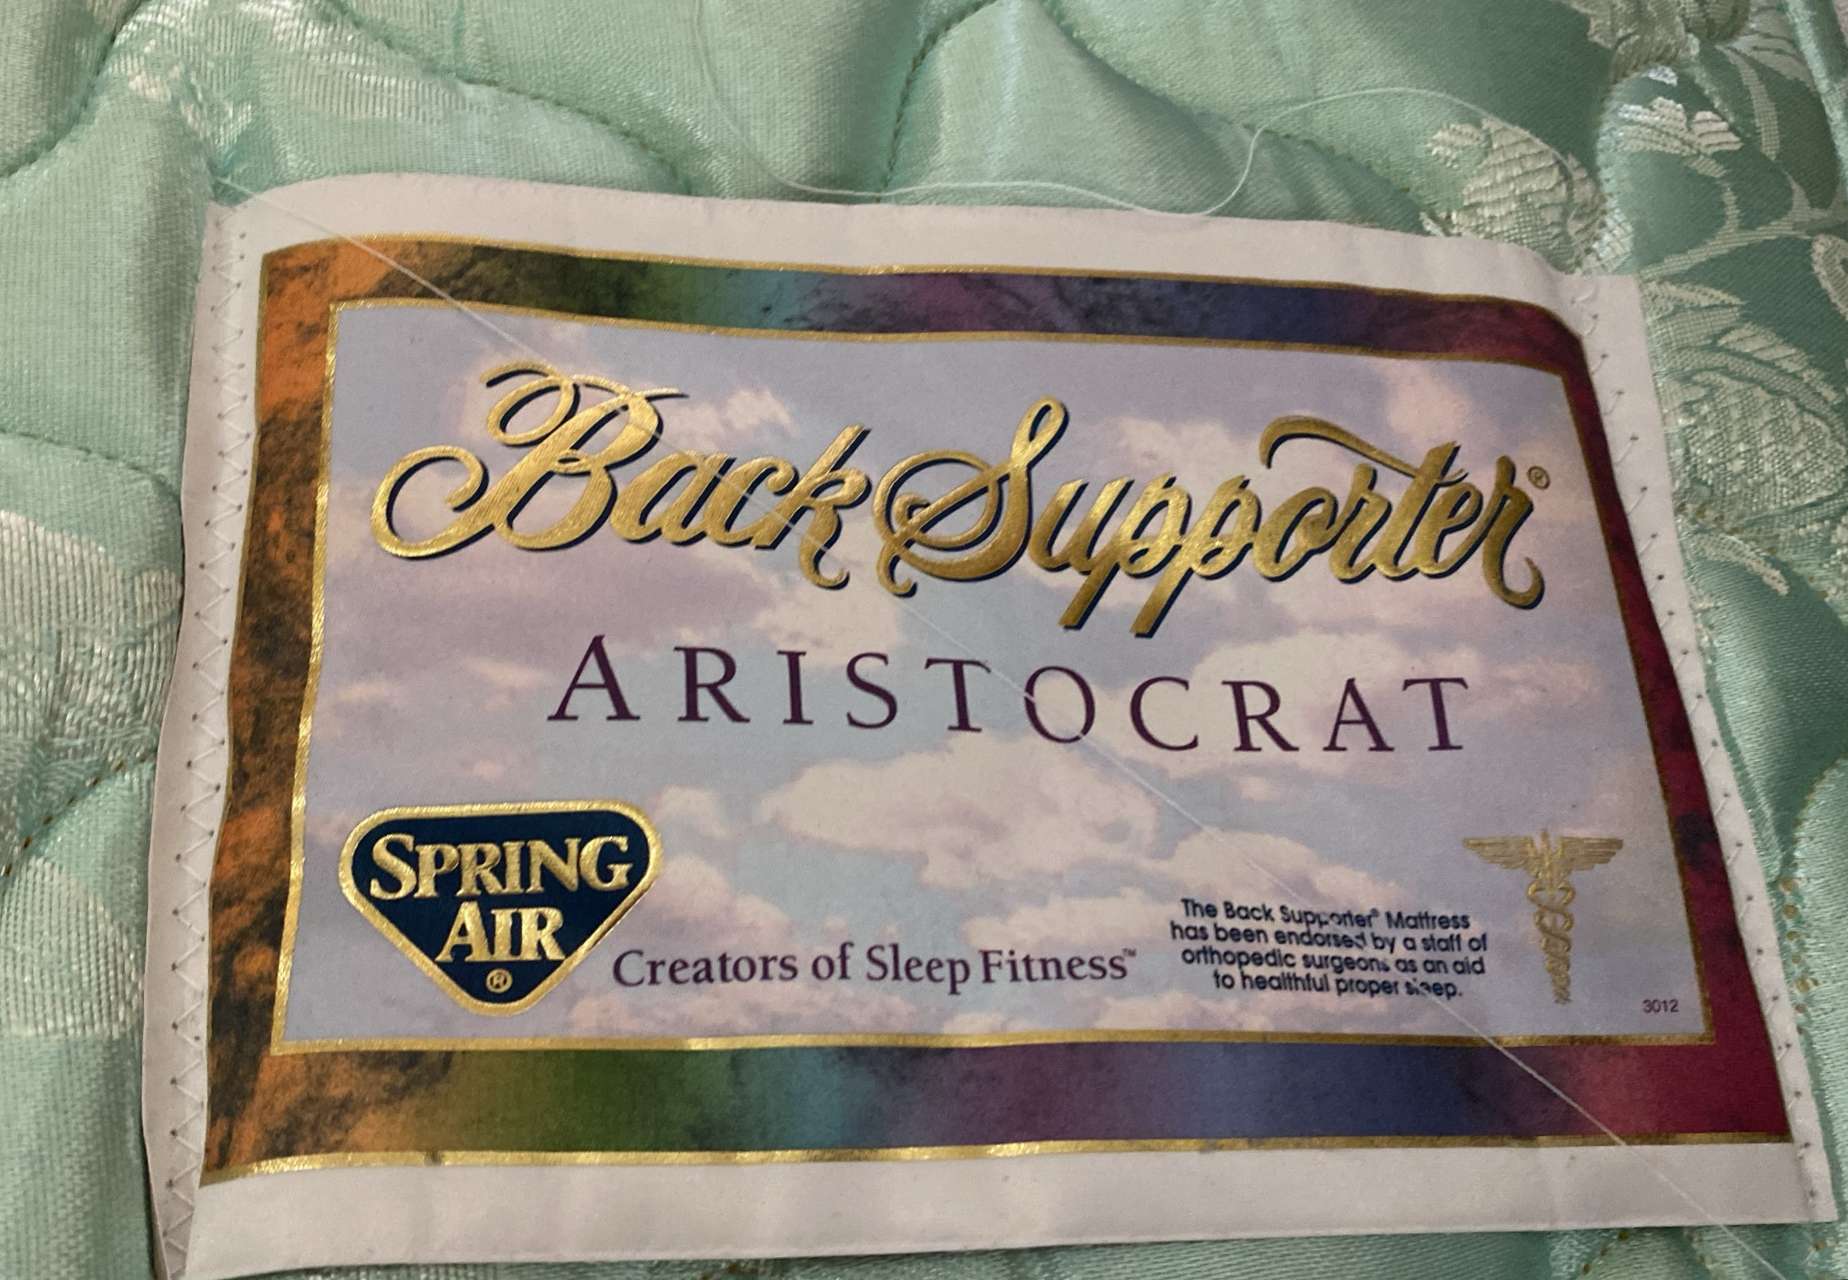 Back Supporter®
ARISTOCRAT
SPRING
AIR
®
Creators of Sleep Fitness™
The Back Supporter® Mattress
has been endorsed by a staff of
orthopedic surgeons as an aid
to healthful proper sleep.
3012